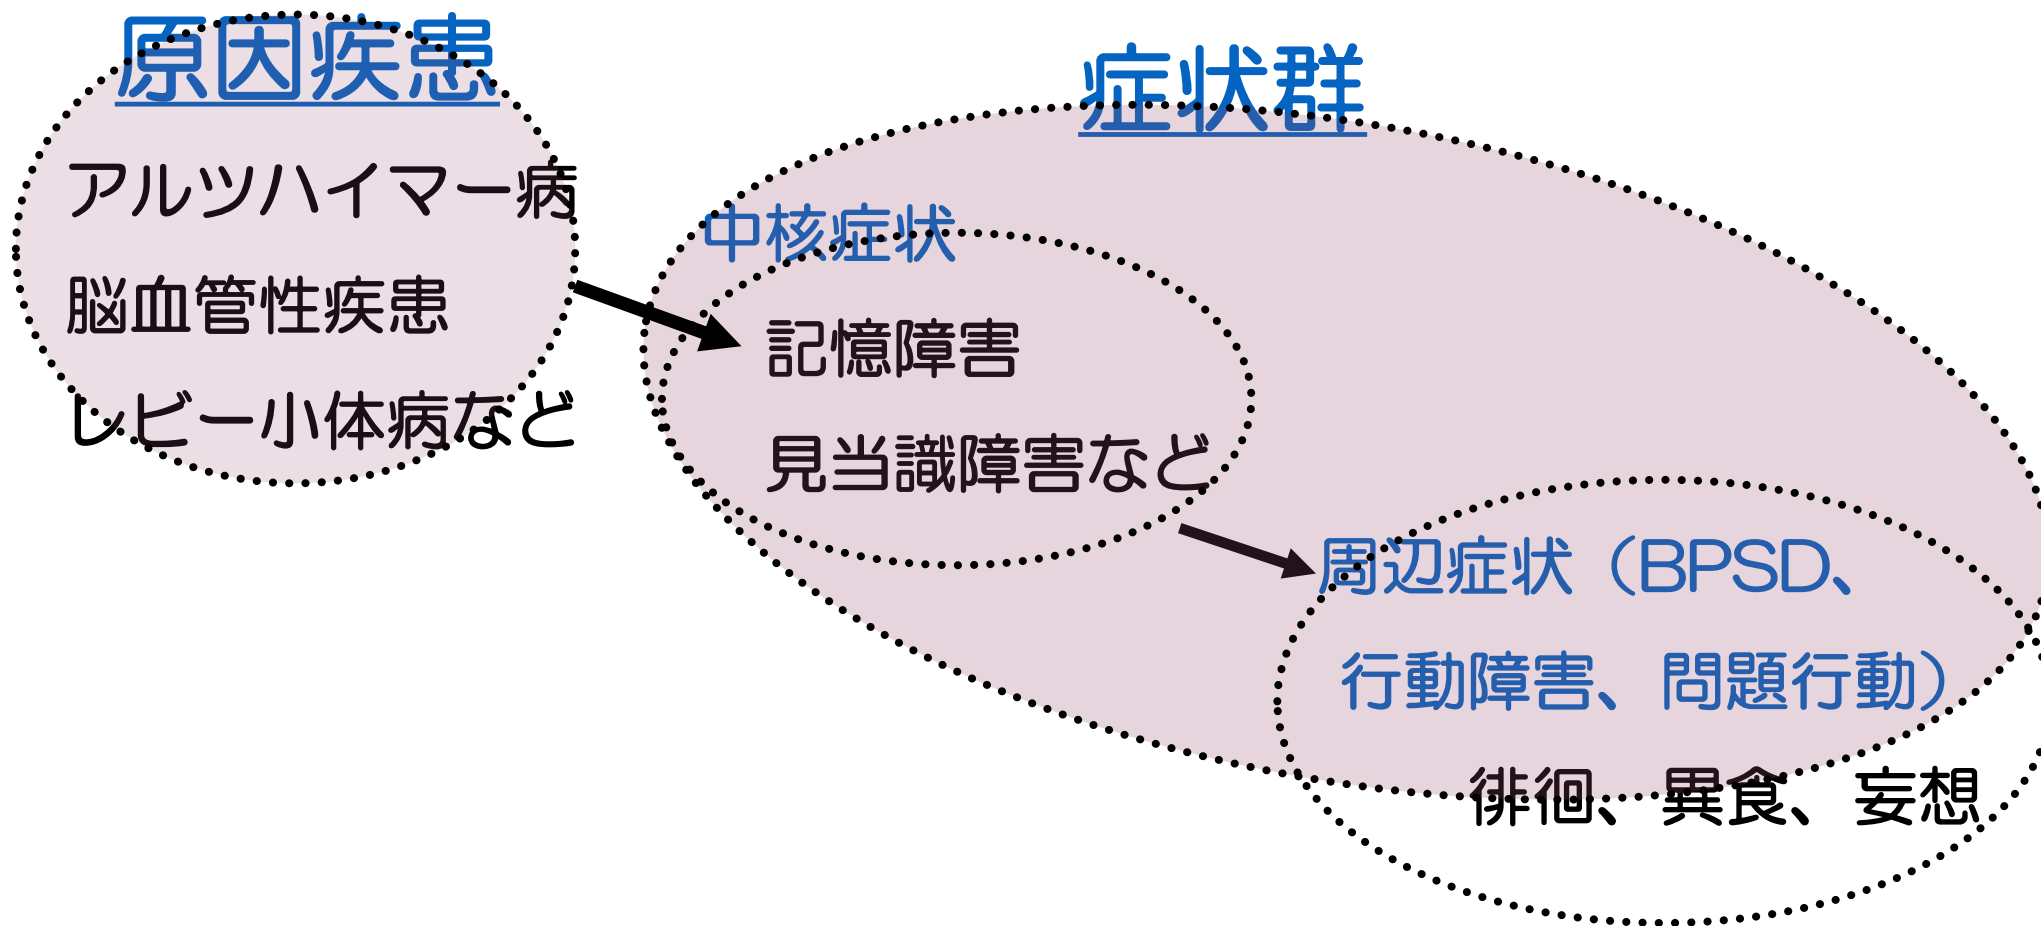 原因疾患
アルツハイマー病
脳血管性疾患
レビー小体病など
症状群
中核症状
記憶障害
見当識障害など
周辺症状（BPSD、
行動障害、問題行動）
徘徊、異食、妄想